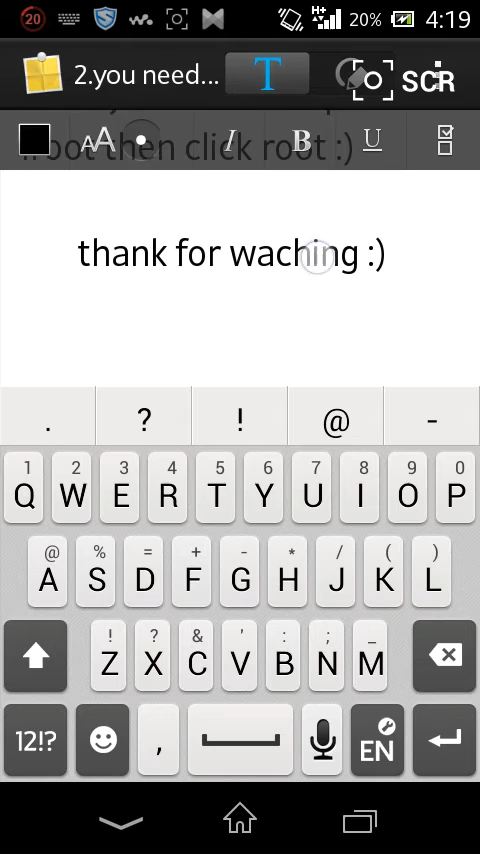 20 H+ 20% 4:19
2.you need... T SCR
AA I B U
then click root :)
thank for waching :)
. ? ! @ -
1 2 3 4 5 6 7 8 9 0
Q W E R T Y U I O P
@ % = + - * / ( )
A S D F G H J K L
! ? & ' : ; _
Z X C V B N M
12!? , EN